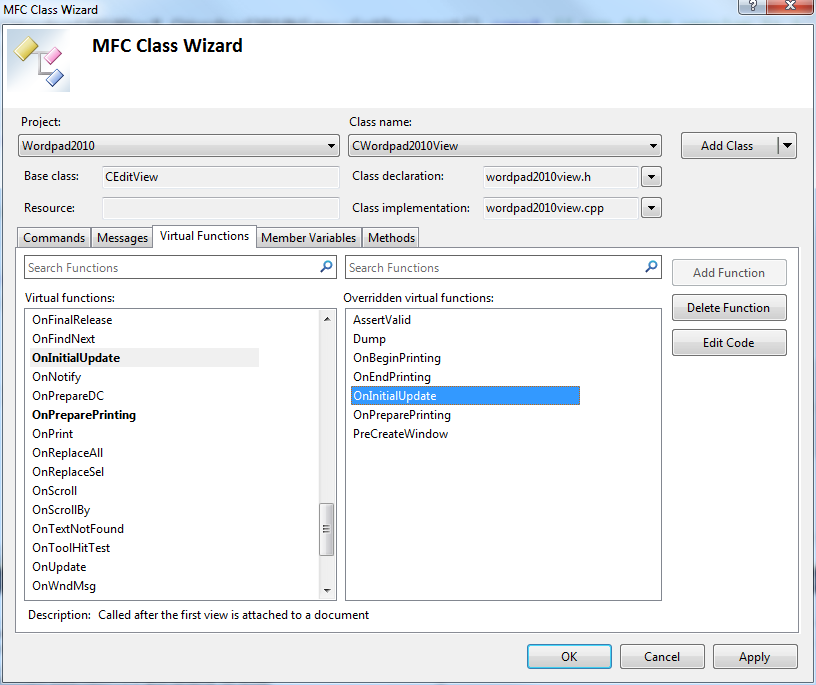 MFC Class Wizard
?
MFC Class Wizard
Project:
Class name:
Wordpad2010
CWordpad2010View
Add Class
Base class:
CEditView
Class declaration:
wordpad2010view.h
Resource:
Class implementation:
wordpad2010view.cpp
Commands
Messages
Virtual Functions
Member Variables
Methods
Search Functions
Search Functions
Add Function
Virtual functions:
Overridden virtual functions:
Delete Function
Edit Code
OnFinalRelease
OnFindNext
OnInitialUpdate
OnNotify
OnPrepareDC
OnPreparePrinting
OnPrint
OnReplaceAll
OnReplaceSel
OnScroll
OnScrollBy
OnTextNotFound
OnToolHitTest
OnUpdate
OnWndMsg
AssertValid
Dump
OnBeginPrinting
OnEndPrinting
OnInitialUpdate
OnPreparePrinting
PreCreateWindow
Description: Called after the first view is attached to a document
OK
Cancel
Apply